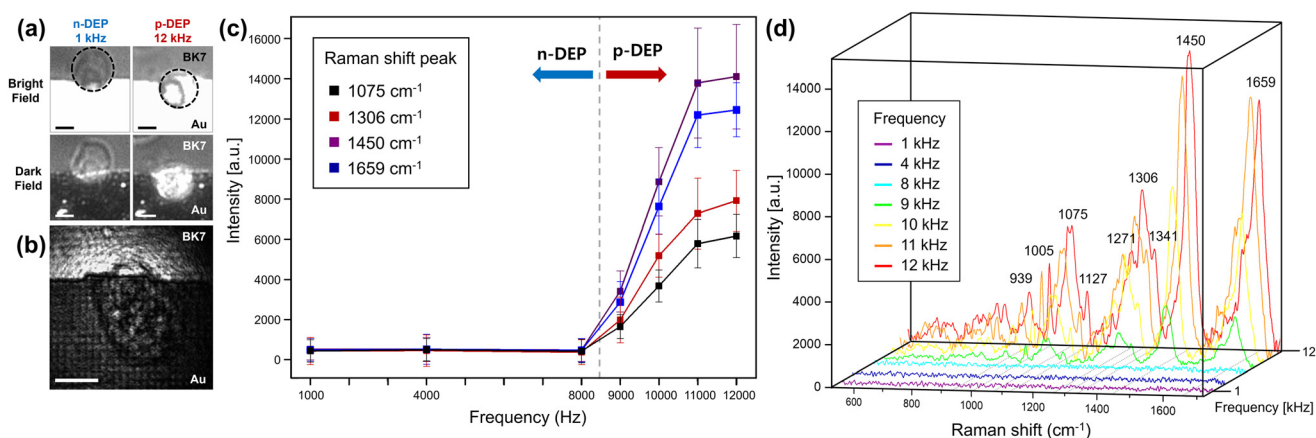 (a)
n-DEP
1 kHz
p-DEP
12 kHz
Bright
Field
BK7
Au
Dark
Field
BK7
Au
(b)
BK7
Au
(c)
Intensity [a.u.]
16000
14000
12000
10000
8000
6000
4000
2000
0
Raman shift peak
1075 cm⁻¹
1306 cm⁻¹
1450 cm⁻¹
1659 cm⁻¹
n-DEP
p-DEP
1000
4000
8000
9000
10000
11000
12000
Frequency (Hz)
(d)
Intensity [a.u.]
14000
12000
10000
8000
6000
4000
2000
0
Frequency
1 kHz
4 kHz
8 kHz
9 kHz
10 kHz
11 kHz
12 kHz
939
1005
1075
1127
1271
1306
1341
1450
1659
600
800
1000
1200
1400
1600
Raman shift (cm⁻¹)
1
12
Frequency [kHz]